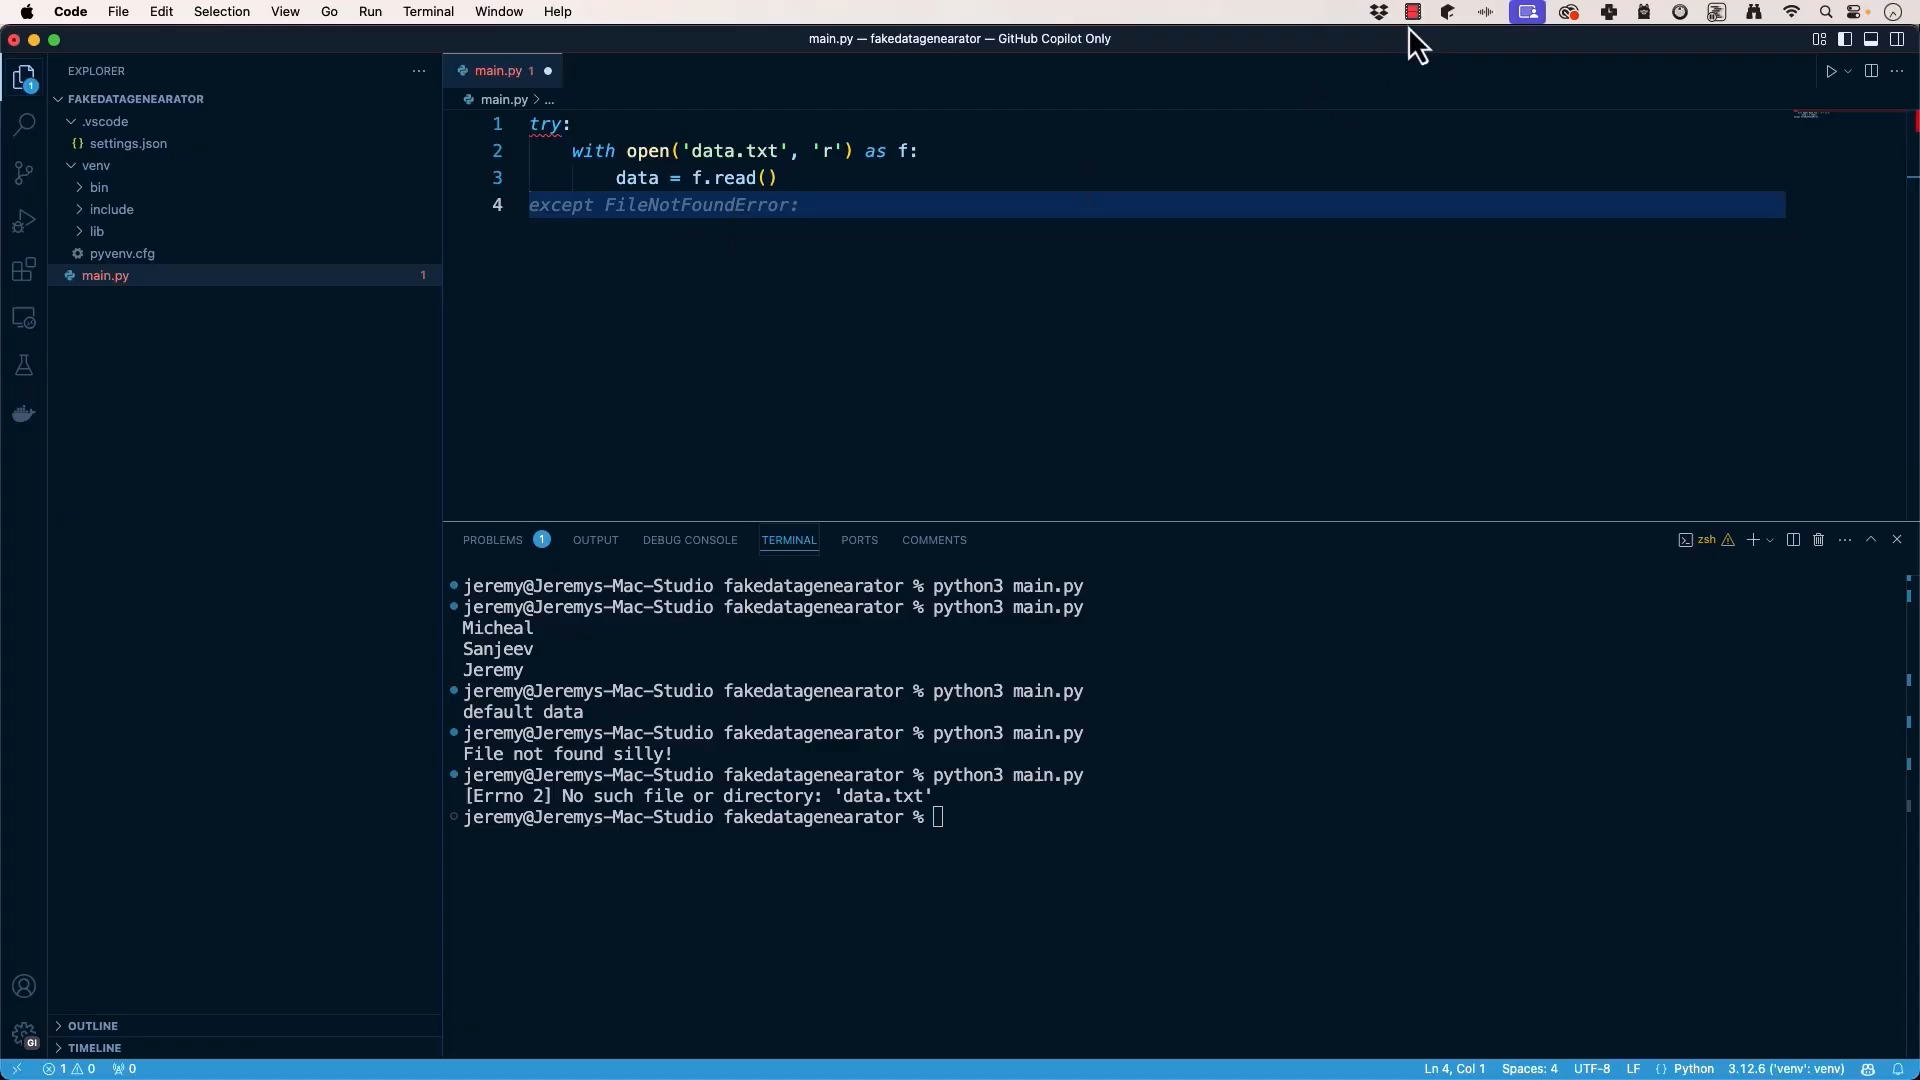 Code File Edit Selection View Go Run Terminal Window Help
main.py — fakedatagenearator — GitHub Copilot Only
EXPLORER
FAKEDATAGENEARATOR
.vscode
settings.json
venv
bin
include
lib
pyvenv.cfg
main.py 1
OUTLINE
TIMELINE
1
GI
main.py 1
main.py > ...
1 try:
2 with open('data.txt', 'r') as f:
3 data = f.read()
4 except FileNotFoundError:
PROBLEMS 1 OUTPUT DEBUG CONSOLE TERMINAL PORTS COMMENTS
zsh
jeremy@Jeremys-Mac-Studio fakedatagenearator % python3 main.py
jeremy@Jeremys-Mac-Studio fakedatagenearator % python3 main.py
Micheal
Sanjeev
Jeremy
jeremy@Jeremys-Mac-Studio fakedatagenearator % python3 main.py
default data
jeremy@Jeremys-Mac-Studio fakedatagenearator % python3 main.py
File not found silly!
jeremy@Jeremys-Mac-Studio fakedatagenearator % python3 main.py
[Errno 2] No such file or directory: 'data.txt'
jeremy@Jeremys-Mac-Studio fakedatagenearator %
1 0 0 Ln 4, Col 1 Spaces: 4 UTF-8 LF {} Python 3.12.6 ('venv': venv)